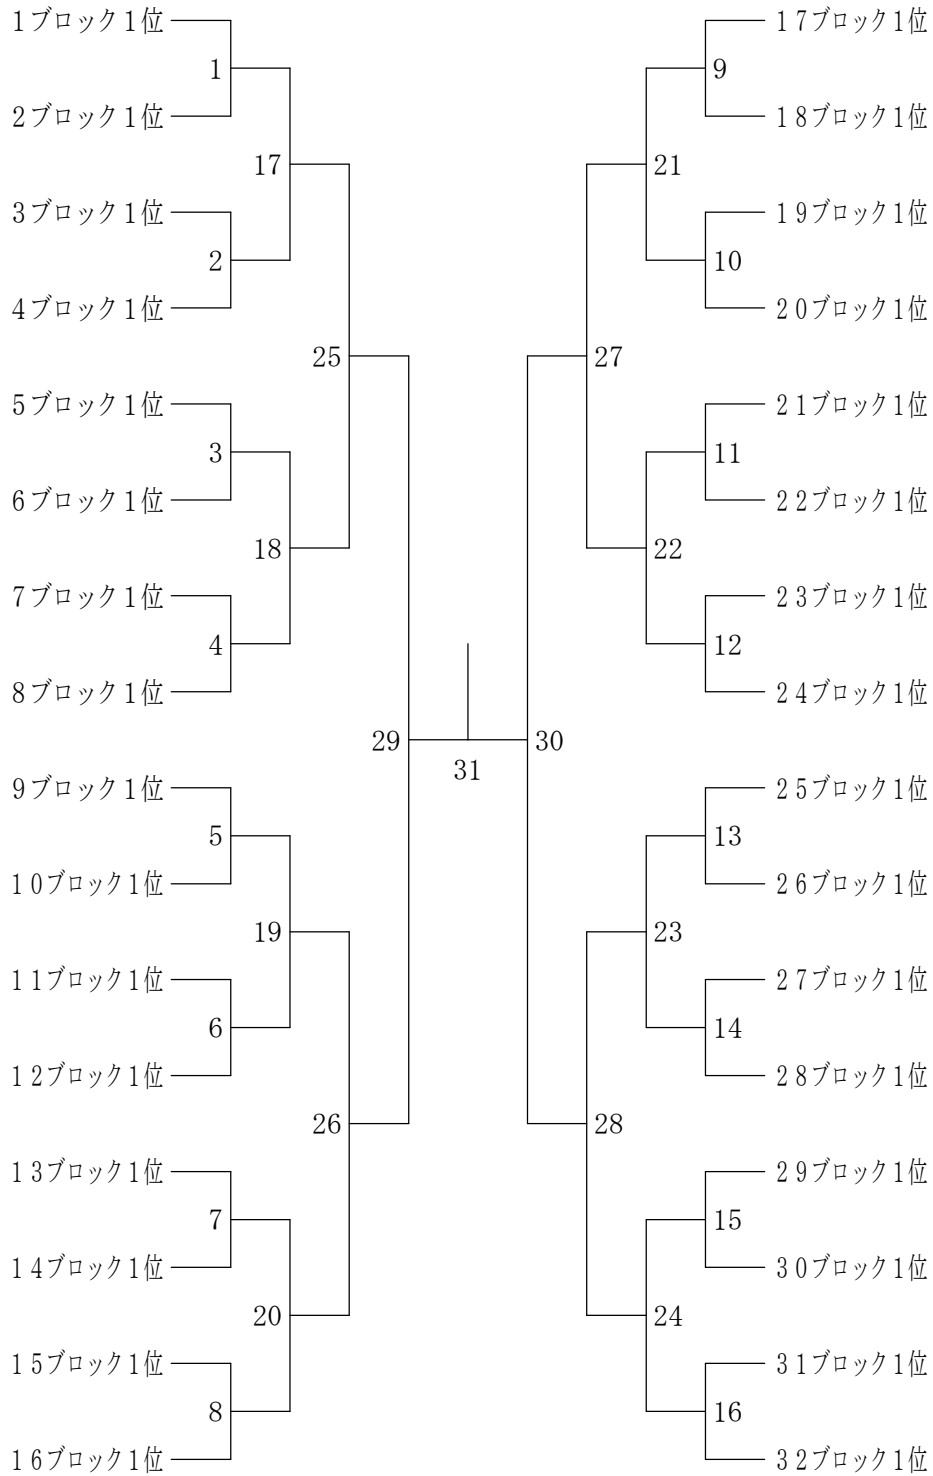 1ブロック1位
1
2ブロック1位
17
3ブロック1位
2
4ブロック1位
25
5ブロック1位
3
6ブロック1位
18
7ブロック1位
4
8ブロック1位
29
9ブロック1位
5
10ブロック1位
19
11ブロック1位
6
12ブロック1位
26
13ブロック1位
7
14ブロック1位
20
15ブロック1位
8
16ブロック1位
31
17ブロック1位
9
18ブロック1位
21
19ブロック1位
10
20ブロック1位
27
21ブロック1位
11
22ブロック1位
22
23ブロック1位
12
24ブロック1位
30
25ブロック1位
13
26ブロック1位
23
27ブロック1位
14
28ブロック1位
28
29ブロック1位
15
30ブロック1位
24
31ブロック1位
16
32ブロック1位